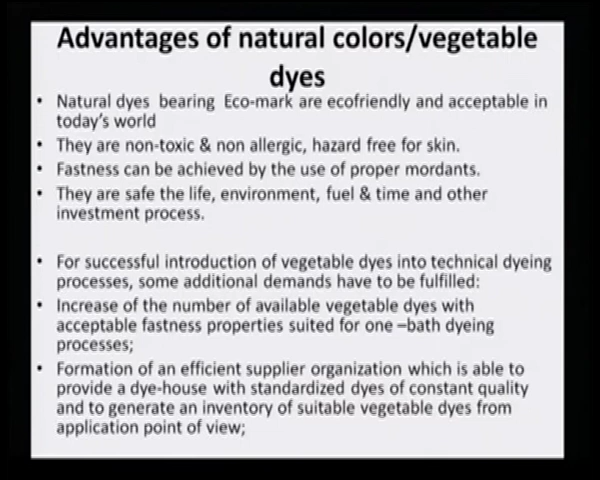 Advantages of natural colors/vegetable
dyes
• Natural dyes bearing Eco-mark are ecofriendly and acceptable in
today's world
• They are non-toxic & non allergic, hazard free for skin.
• Fastness can be achieved by the use of proper mordants.
• They are safe the life, environment, fuel & time and other
investment process.
• For successful introduction of vegetable dyes into technical dyeing
processes, some additional demands have to be fulfilled:
• Increase of the number of available vegetable dyes with
acceptable fastness properties suited for one –bath dyeing
processes;
• Formation of an efficient supplier organization which is able to
provide a dye-house with standardized dyes of constant quality
and to generate an inventory of suitable vegetable dyes from
application point of view;